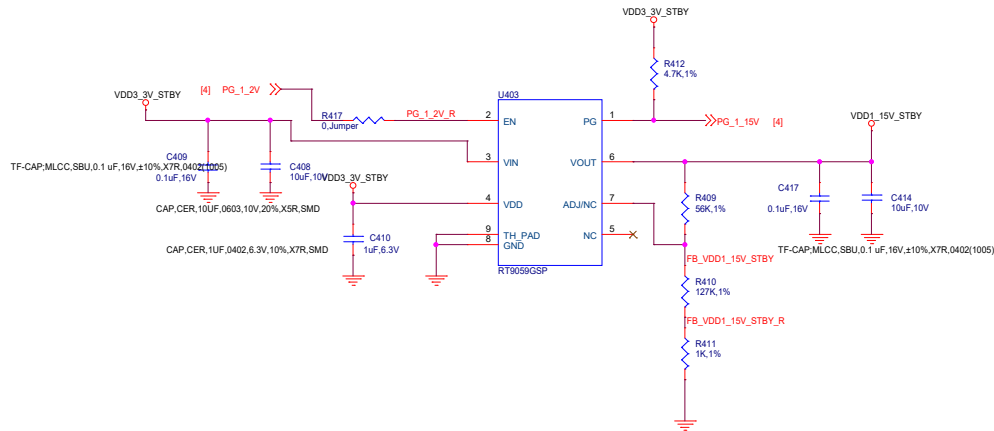 VDD3_3V_STBY
R412
4.7K,1%
VDD3_3V_STBY
[4] PG_1_2V
R417
0,Jumper
PG_1_2V_R
U403
2 EN
PG 1
PG_1_15V [4]
VDD1_15V_STBY
3 VIN
VOUT 6
C409
TF-CAP;MLCC,SBU,0.1 uF,16V,±10%,X7R,0402(1005)
0.1uF,16V
C408
10uF,10V
CAP,CER,10UF,0603,10V,20%,X5R,SMD
VDD3_3V_STBY
4 VDD
ADJ/NC 7
R409
56K,1%
C417
0.1uF,16V
C414
10uF,10V
CAP,CER,1UF,0402,6.3V,10%,X7R,SMD
C410
1uF,6.3V
9 TH_PAD
8 GND
NC 5
RT9059GSP
TF-CAP;MLCC,SBU,0.1 uF,16V,±10%,X7R,0402(1005)
FB_VDD1_15V_STBY
R410
127K,1%
FB_VDD1_15V_STBY_R
R411
1K,1%